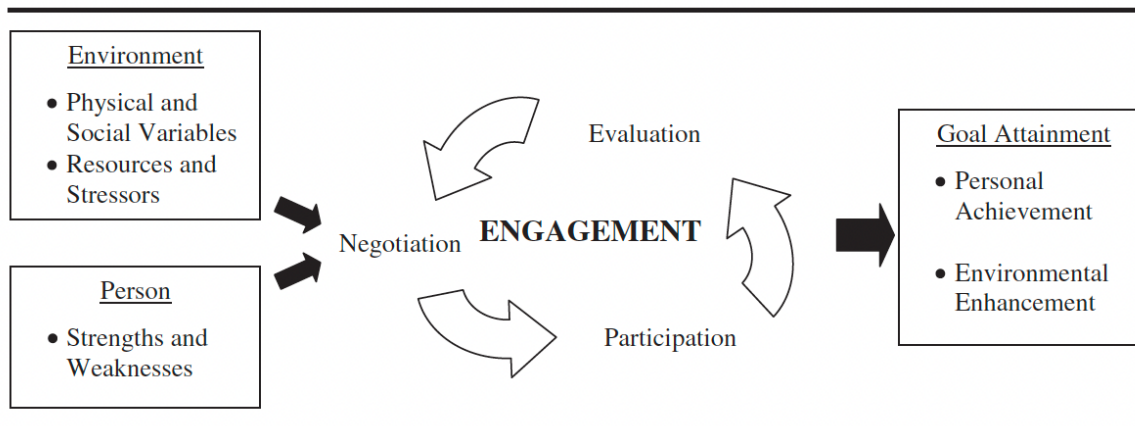 Environment
● Physical and
Social Variables
● Resources and
Stressors
Person
● Strengths and
Weaknesses
Evaluation
Negotiation
ENGAGEMENT
Participation
Goal Attainment
● Personal
Achievement
● Environmental
Enhancement